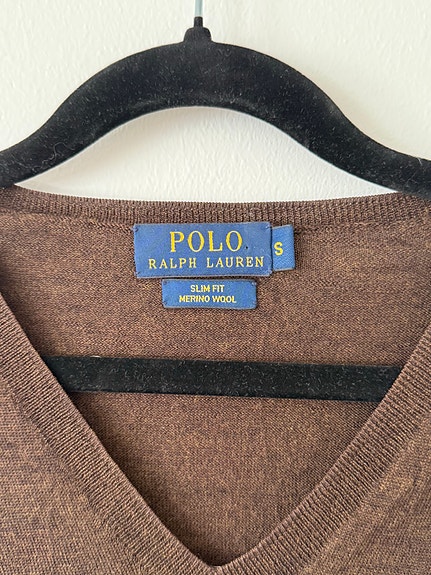 POLO
RALPH LAUREN
S
SLIM FIT
MERINO WOOL